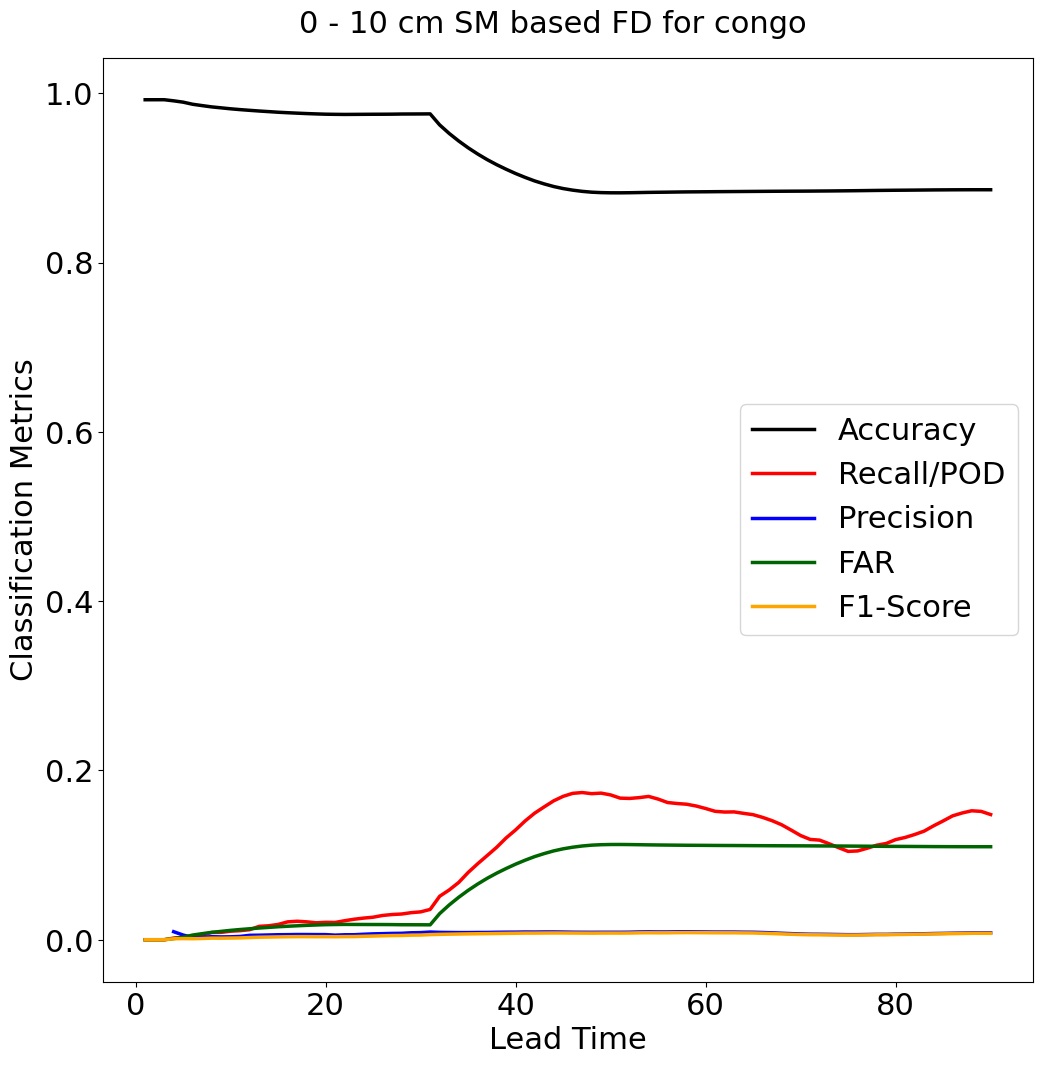 0 - 10 cm SM based FD for congo
Classification Metrics
1.0
0.8
0.6
0.4
0.2
0.0
Accuracy
Recall/POD
Precision
FAR
F1-Score
0 20 40 60 80
Lead Time